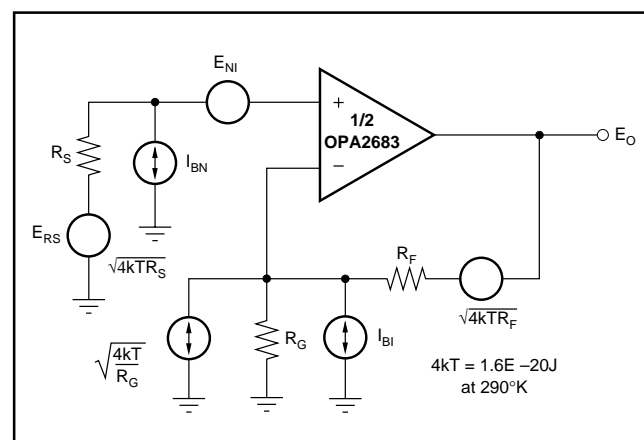 E_NI
1/2
OPA2683
+
−
E_O
R_S
I_BN
E_RS
√4kTR_S
R_F
√4kTR_F
√4kT/R_G
R_G
I_BI
4kT = 1.6E –20J
at 290°K